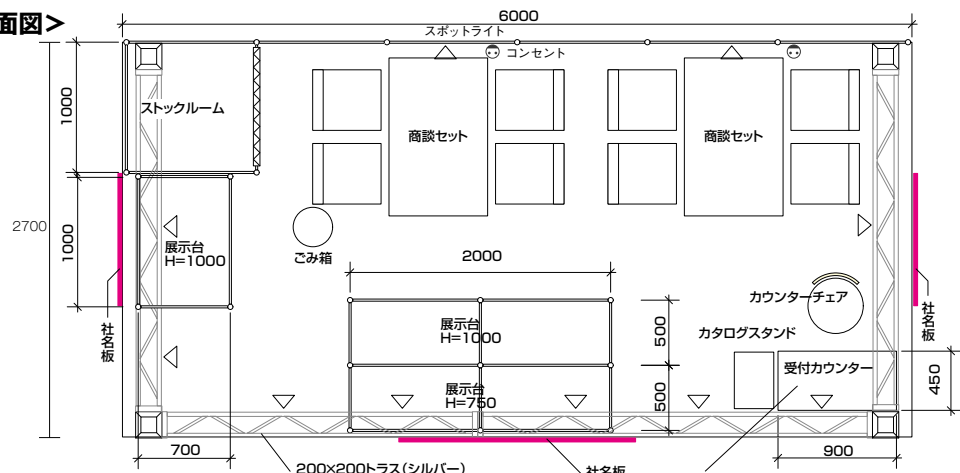 面図>
6000
スポットライト
コンセント
1000
ストックルーム
商談セット
商談セット
2700
1000
展示台
H=1000
ごみ箱
2000
カウンターチェア
社名板
社名板
展示台
H=1000
500
カタログスタンド
受付カウンター
450
展示台
H=750
500
700
900
200×200トラス(シルバー)
社名板